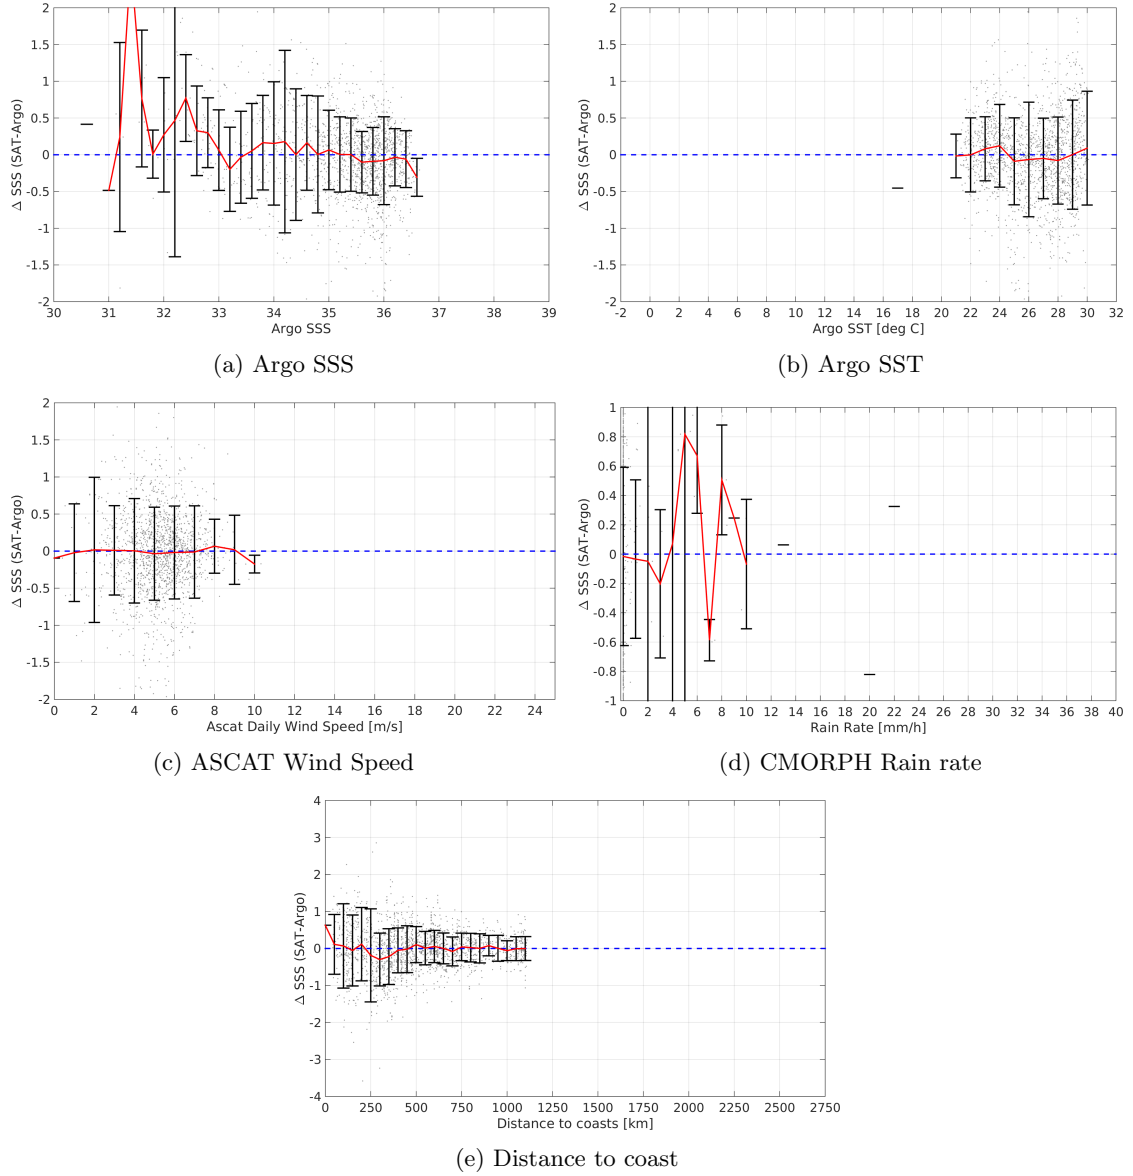 2
1.5
1
0.5
0
-0.5
-1
-1.5
-2
Δ SSS (SAT-Argo)
30 31 32 33 34 35 36 37 38 39
Argo SSS
(a) Argo SSS
2
1.5
1
0.5
0
-0.5
-1
-1.5
-2
Δ SSS (SAT-Argo)
-2 0 2 4 6 8 10 12 14 16 18 20 22 24 26 28 30 32
Argo SST [deg C]
(b) Argo SST
2
1.5
1
0.5
0
-0.5
-1
-1.5
-2
Δ SSS (SAT-Argo)
0 2 4 6 8 10 12 14 16 18 20 22 24
Ascat Daily Wind Speed [m/s]
(c) ASCAT Wind Speed
1
0.8
0.6
0.4
0.2
0
-0.2
-0.4
-0.6
-0.8
-1
Δ SSS (SAT-Argo)
0 2 4 6 8 10 12 14 16 18 20 22 24 26 28 30 32 34 36 38 40
Rain Rate [mm/h]
(d) CMORPH Rain rate
4
3
2
1
0
-1
-2
-3
-4
Δ SSS (SAT-Argo)
0 250 500 750 1000 1250 1500 1750 2000 2250 2500 2750
Distance to coasts [km]
(e) Distance to coast